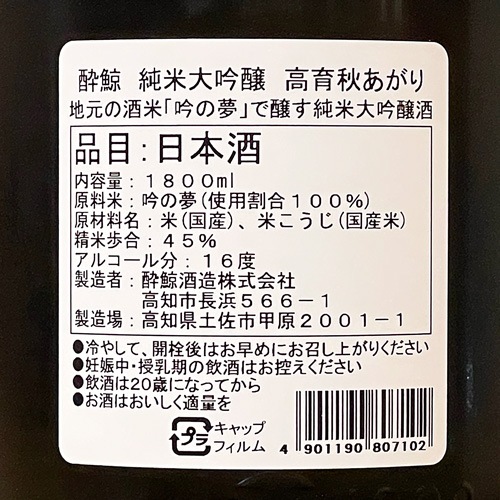 酔鯨 純米大吟醸 高育秋あがり
地元の酒米「吟の夢」で醸す純米大吟醸酒
品目：日本酒
内容量：１８００ml
原料米：吟の夢(使用割合１００％)
原材料名：米(国産)、米こうじ(国産米)
精米歩合：４５％
アルコール分：１６度
製造者：酔鯨酒造株式会社
高知市長浜５６６－１
製造場：高知県土佐市甲原２００１－１
●冷やして、開栓後はお早めにお召し上がりください
●妊娠中・授乳期の飲酒はお控えください
●飲酒は20歳になってから
●お酒はおいしく適量を
プラ
キャップ
フィルム
4 901190 807102